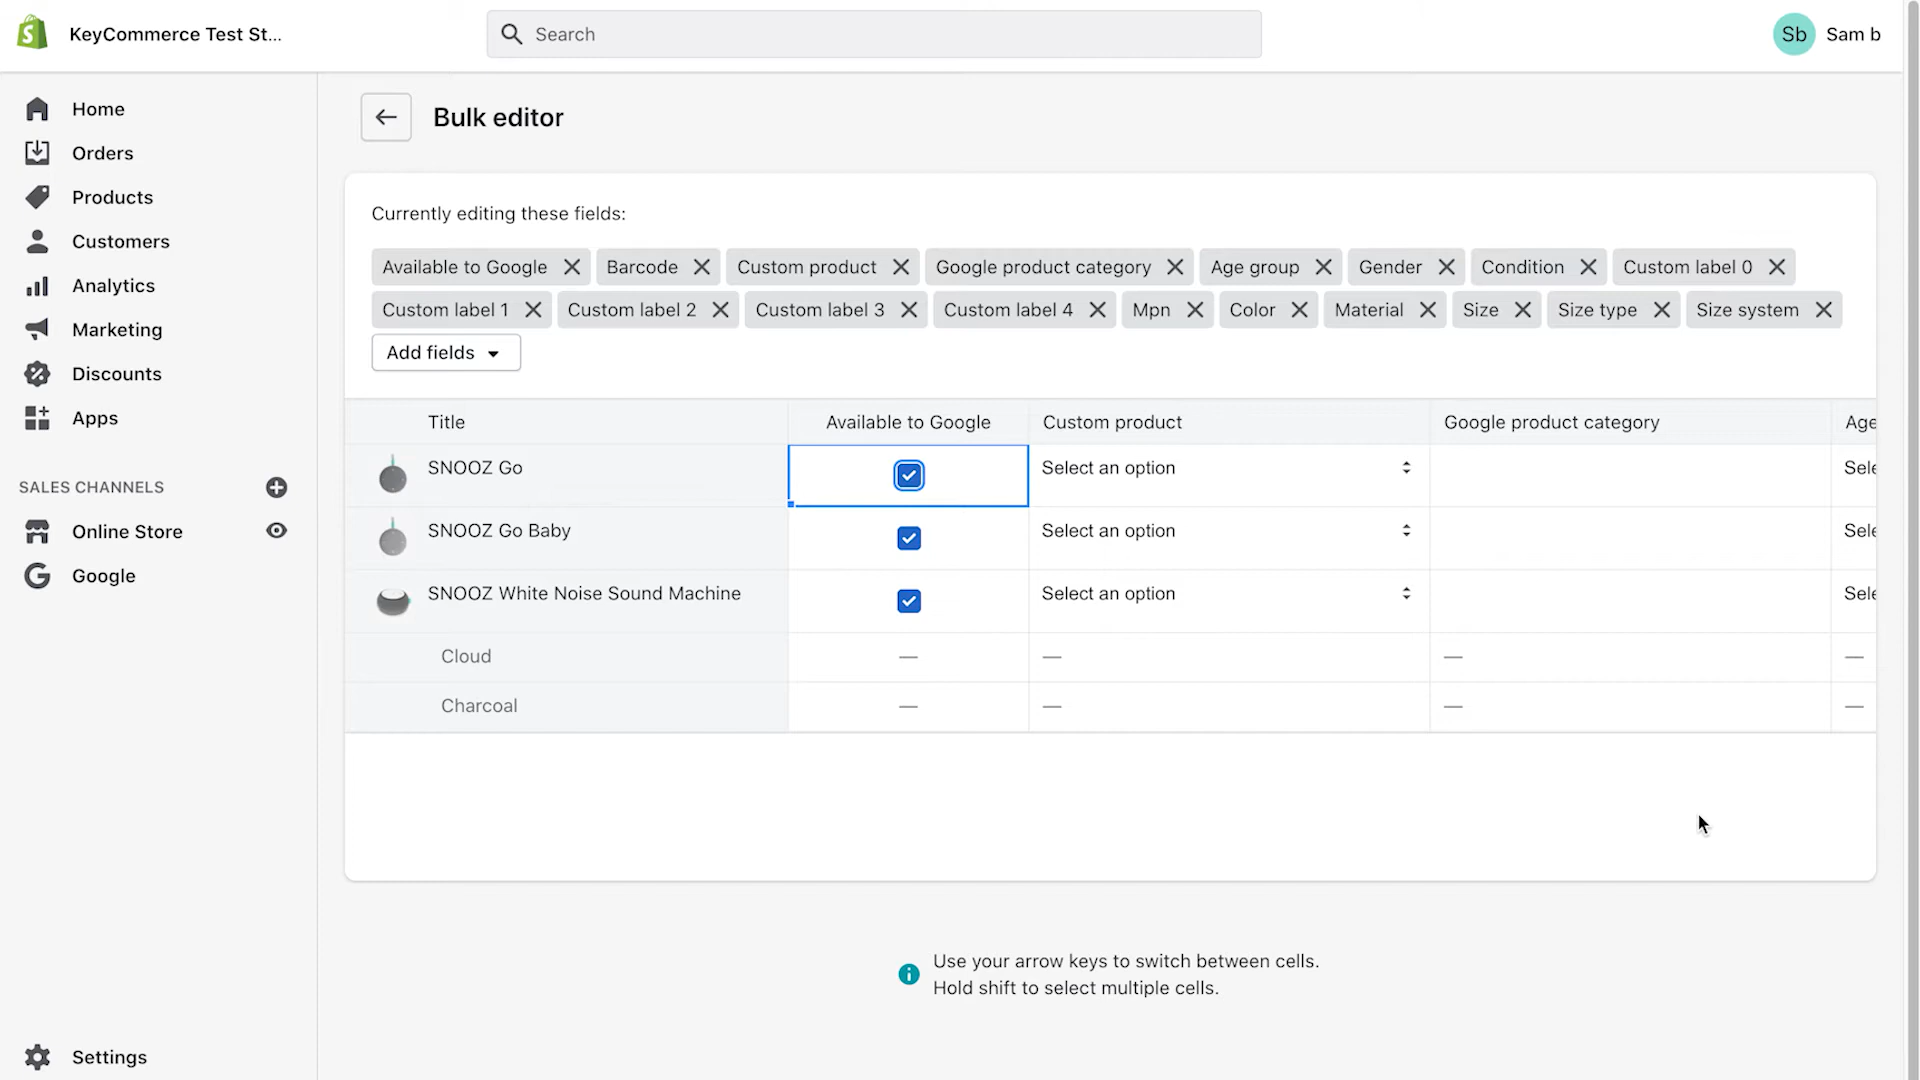 KeyCommerce Test St...
Search
Sb
Sam b
Home
Orders
Products
Customers
Analytics
Marketing
Discounts
Apps
SALES CHANNELS
Online Store
Google
Settings
Bulk editor
Currently editing these fields:
Available to Google Barcode Custom product Google product category Age group Gender Condition Custom label 0
Custom label 1 Custom label 2 Custom label 3 Custom label 4 Mpn Color Material Size Size type Size system
Add fields
Title Available to Google Custom product Google product category Age
SNOOZ Go Select an option Sele
SNOOZ Go Baby Select an option Sele
SNOOZ White Noise Sound Machine Select an option Sele
Cloud — — — —
Charcoal — — — —
Use your arrow keys to switch between cells.
Hold shift to select multiple cells.